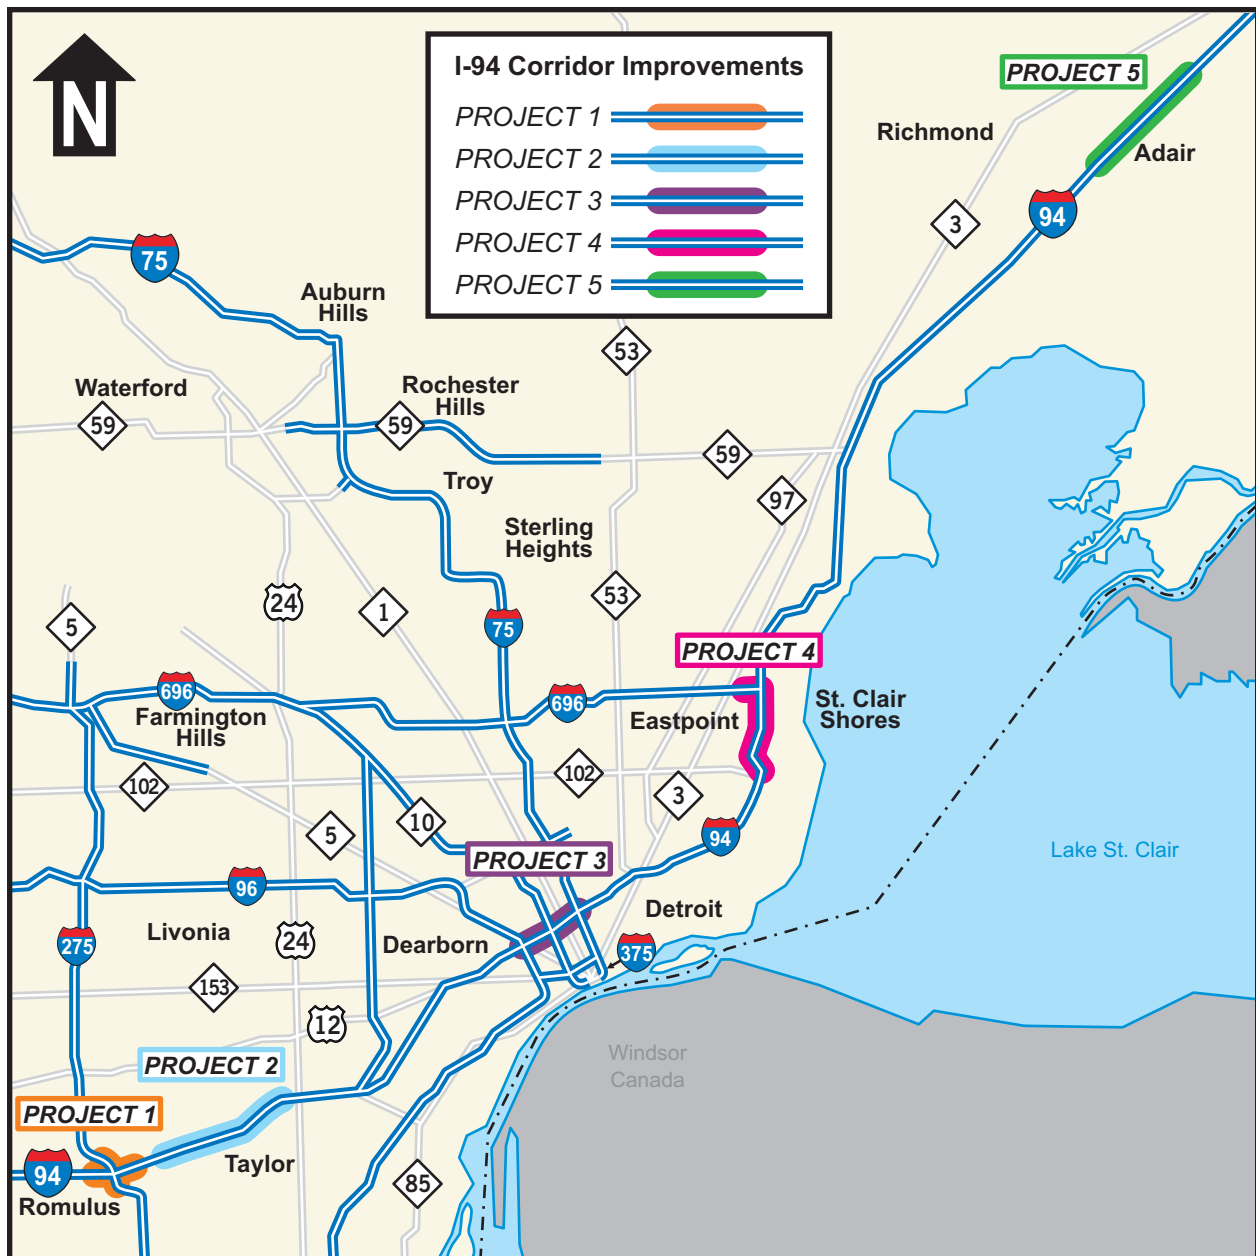 N
I-94 Corridor Improvements
PROJECT 1
PROJECT 2
PROJECT 3
PROJECT 4
PROJECT 5
PROJECT 5
Richmond
Adair
94
3
75
Auburn
Hills
53
Waterford
Rochester
Hills
59
59
59
Troy
97
Sterling
Heights
24
1
53
5
75
PROJECT 4
696
696
Farmington
Hills
Eastpoint
St. Clair
Shores
102
102
3
10
5
94
PROJECT 3
Lake St. Clair
96
Livonia
24
Dearborn
Detroit
275
375
153
12
Windsor
Canada
PROJECT 2
PROJECT 1
94
Taylor
85
Romulus